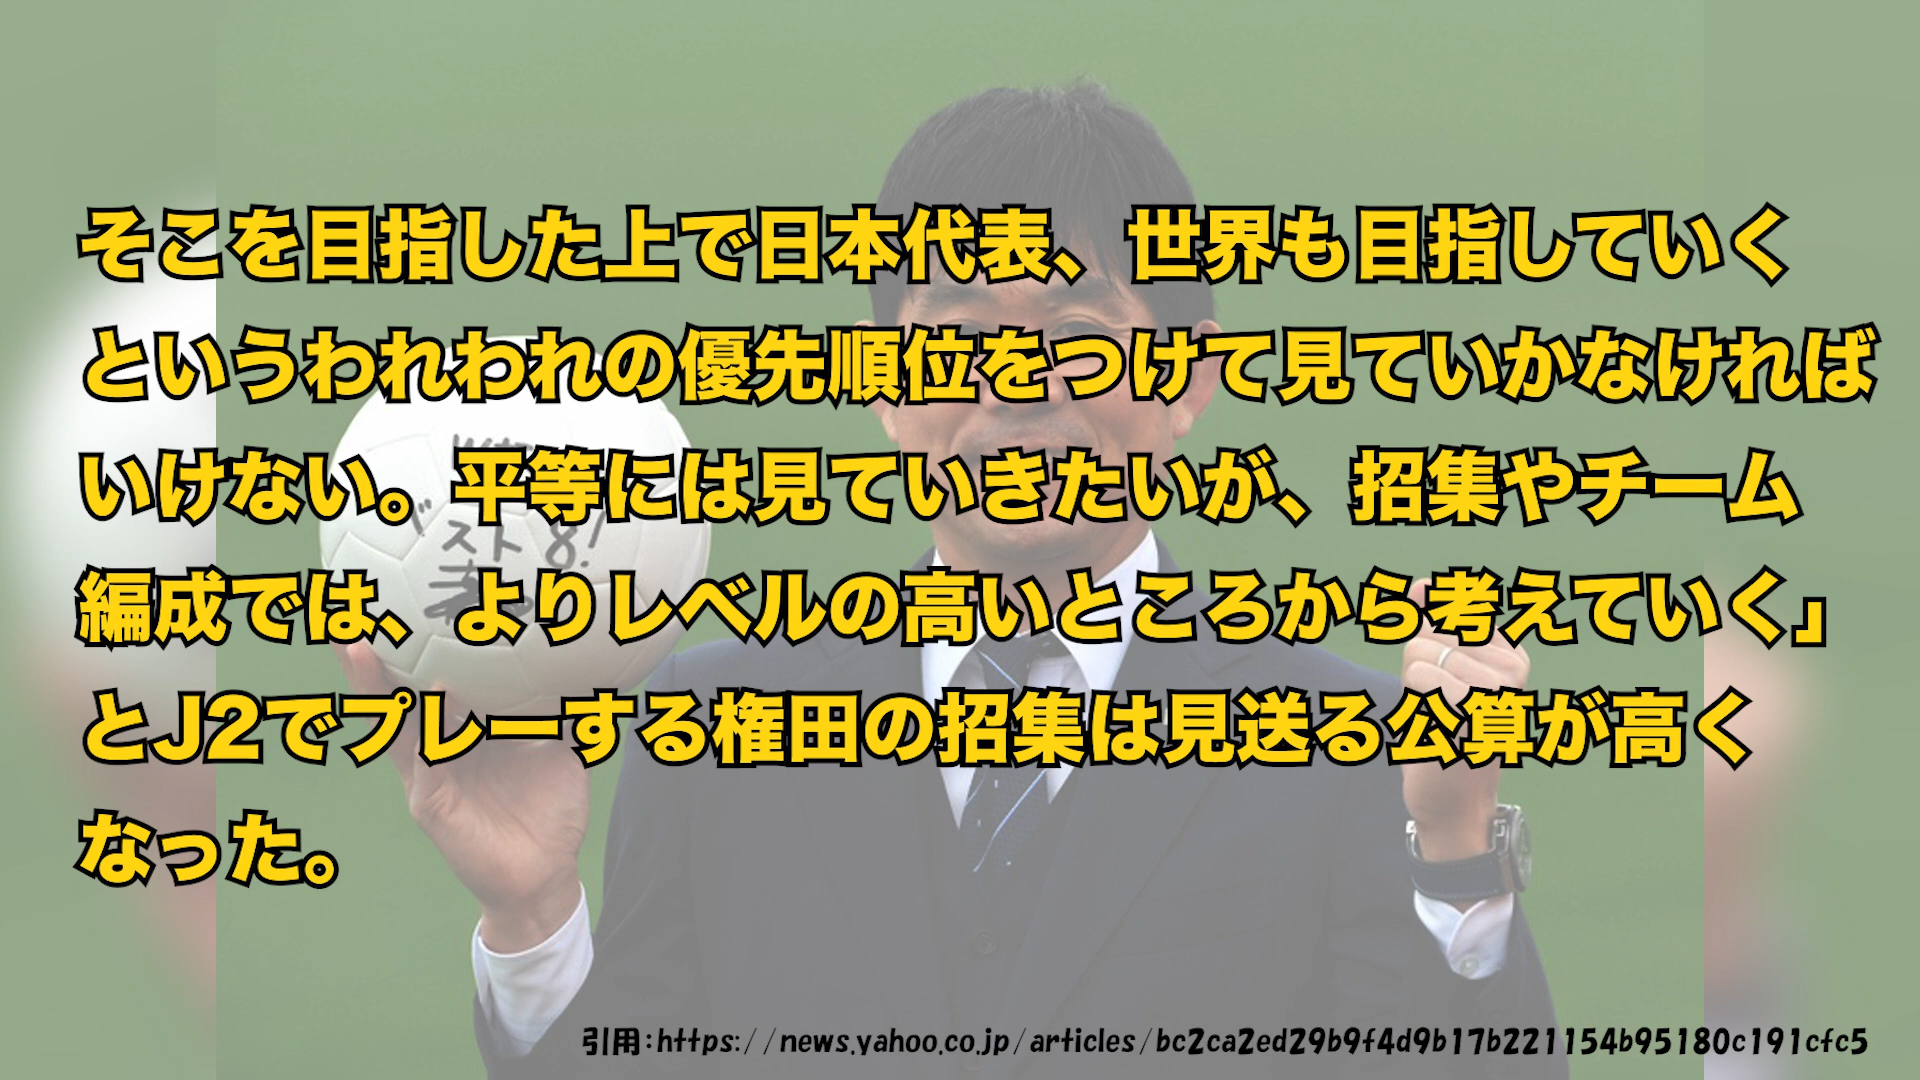 そこを目指した上で日本代表、世界も目指していく
というわれわれの優先順位をつけて見ていかなければ
いけない。平等には見ていきたいが、招集やチーム
編成では、よりレベルの高いところから考えていく」
とJ2でプレーする権田の招集は見送る公算が高く
なった。
ベスト8!
引用:https://news.yahoo.co.jp/articles/bc2ca2ed29b9f4d9b17b221154b95180c191cfc5